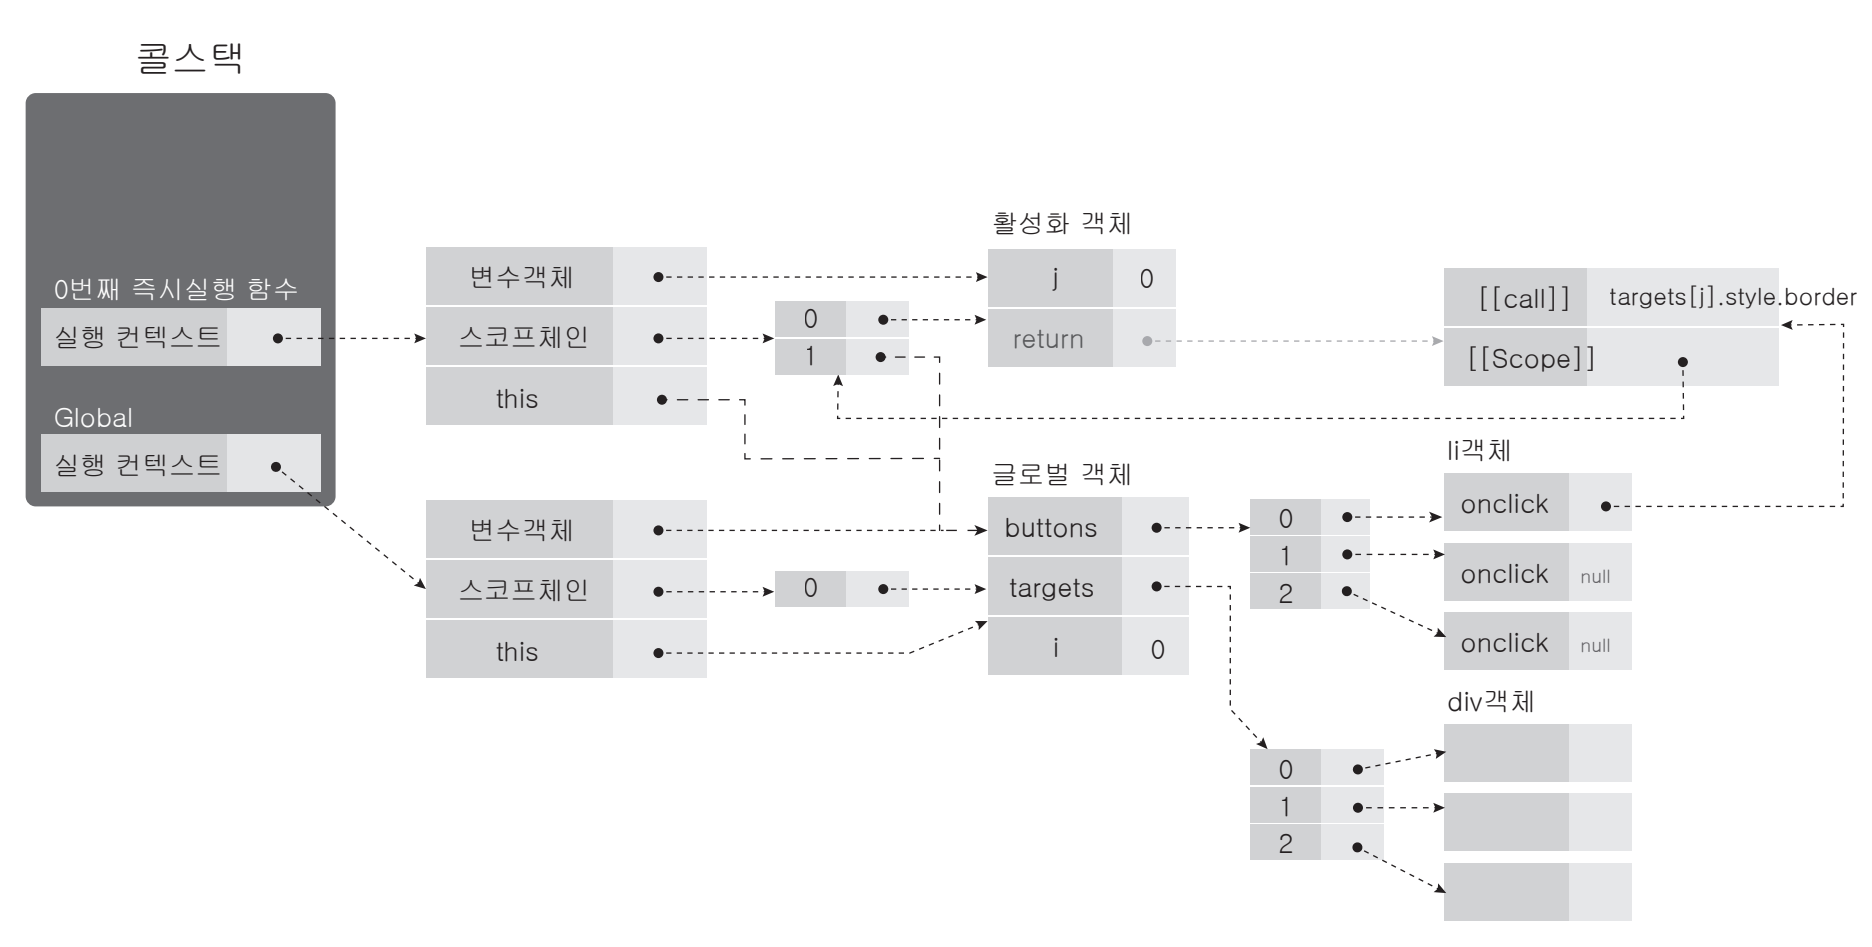 콜스택
0번째 즉시실행 함수
실행 컨텍스트
Global
실행 컨텍스트
변수객체
스코프체인
this
0
1
활성화 객체
j 0
return
[[call]] targets[j].style.border
[[Scope]]
변수객체
스코프체인
this
0
글로벌 객체
buttons
targets
i 0
0
1
2
li객체
onclick
onclick null
onclick null
div객체
0
1
2